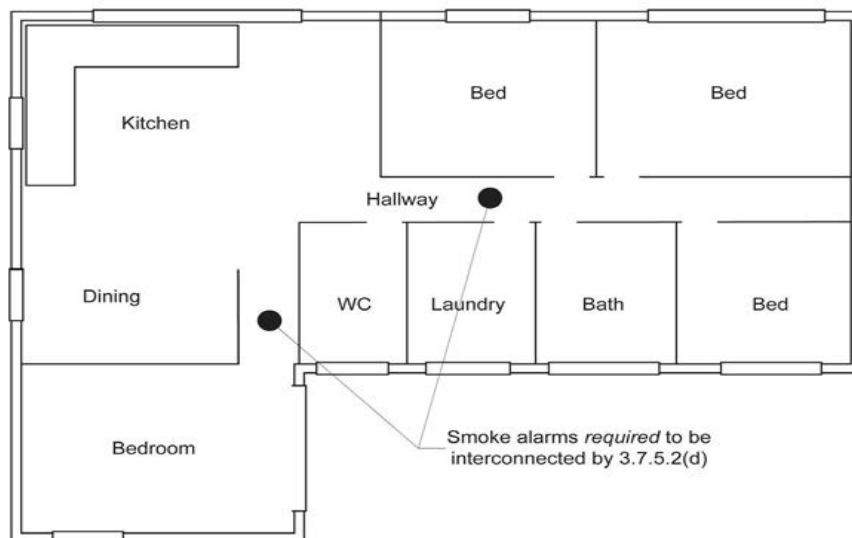 Bed
Bed
Kitchen
Hallway
Dining
WC
Laundry
Bath
Bed
Bedroom
Smoke alarms required to be
interconnected by 3.7.5.2(d)